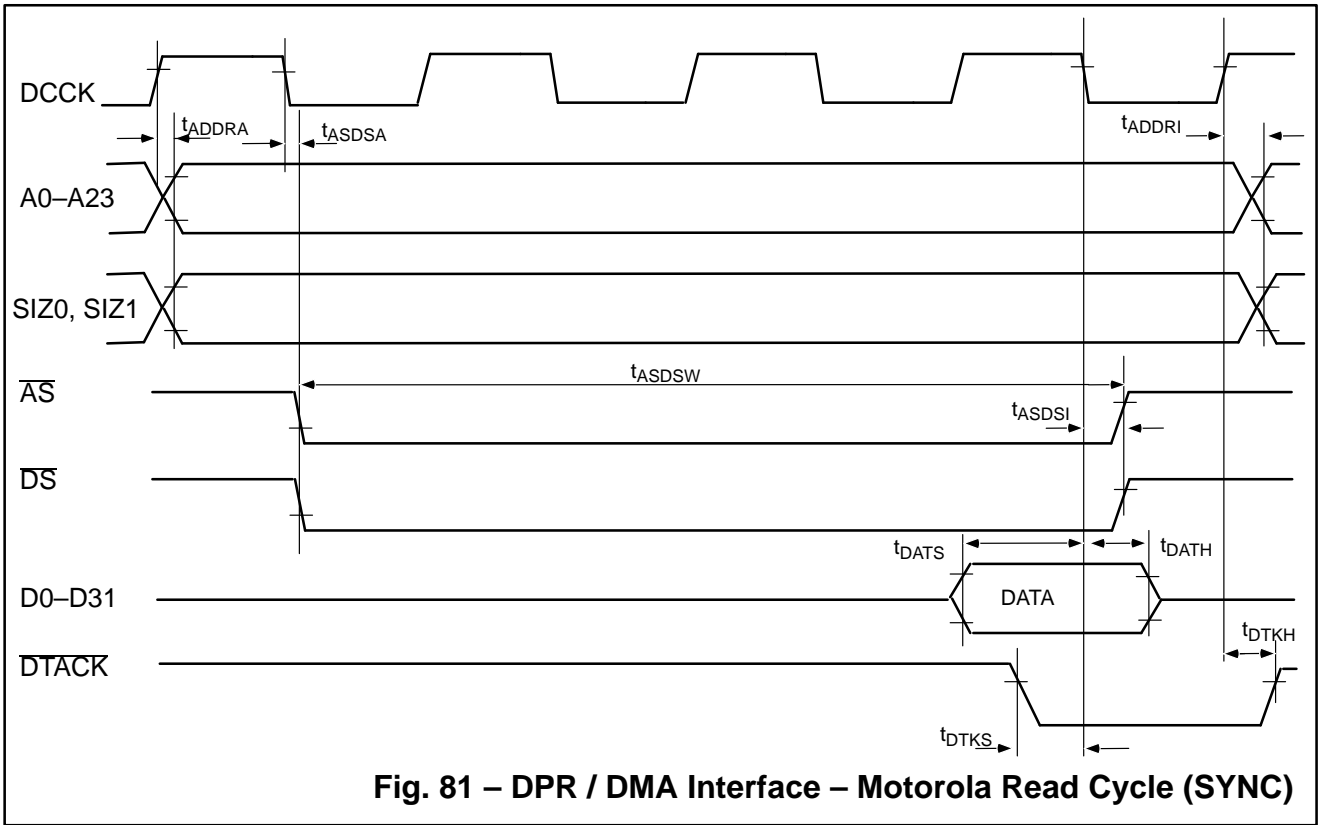 DCCK
tADDRA
tASDSA
tADDRI
A0–A23
SIZ0, SIZ1
tASDSW
AS
tASDSI
DS
tDATS
tDATH
D0–D31
DATA
tDTKH
DTACK
tDTKS
Fig. 81 – DPR / DMA Interface – Motorola Read Cycle (SYNC)